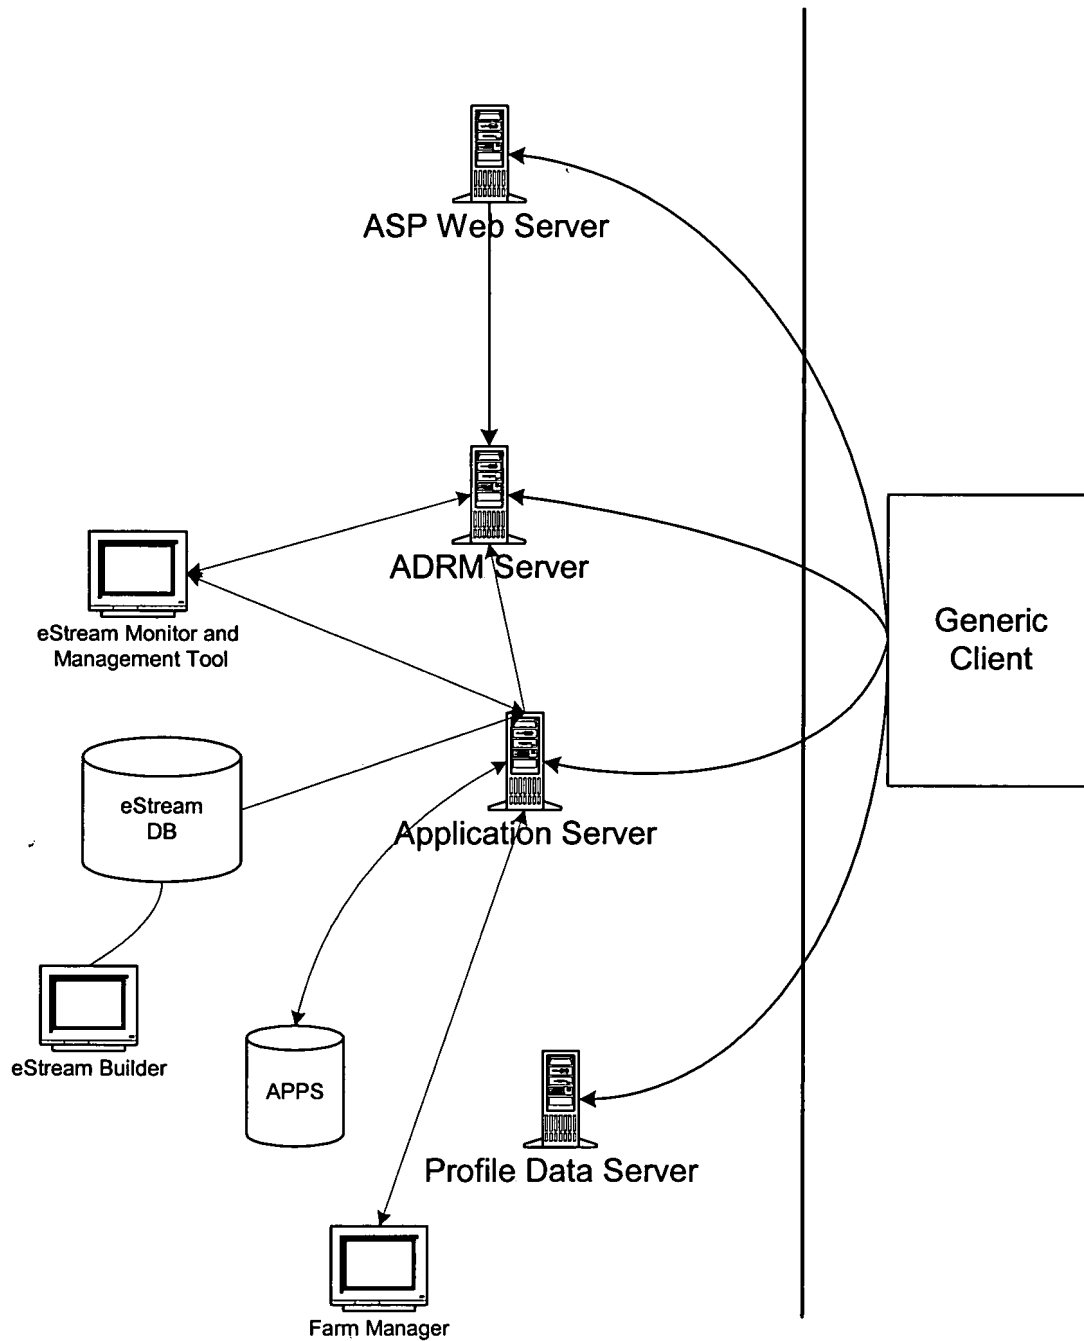 ASP Web Server
ADRM Server
eStream Monitor and
Management Tool
Generic
Client
eStream
DB
Application Server
eStream Builder
APPS
Profile Data Server
Farm Manager